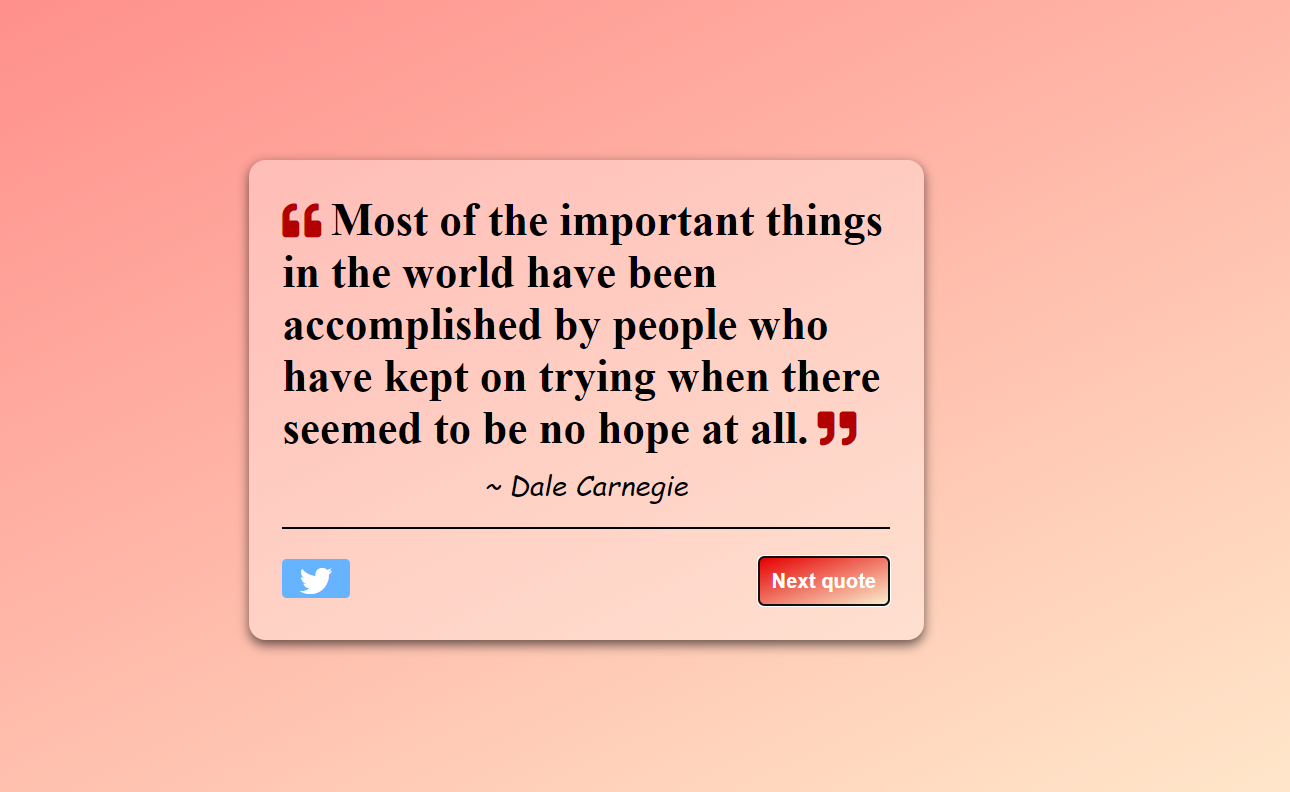 ❝ Most of the important things
in the world have been
accomplished by people who
have kept on trying when there
seemed to be no hope at all. ❞
~ Dale Carnegie
Next quote